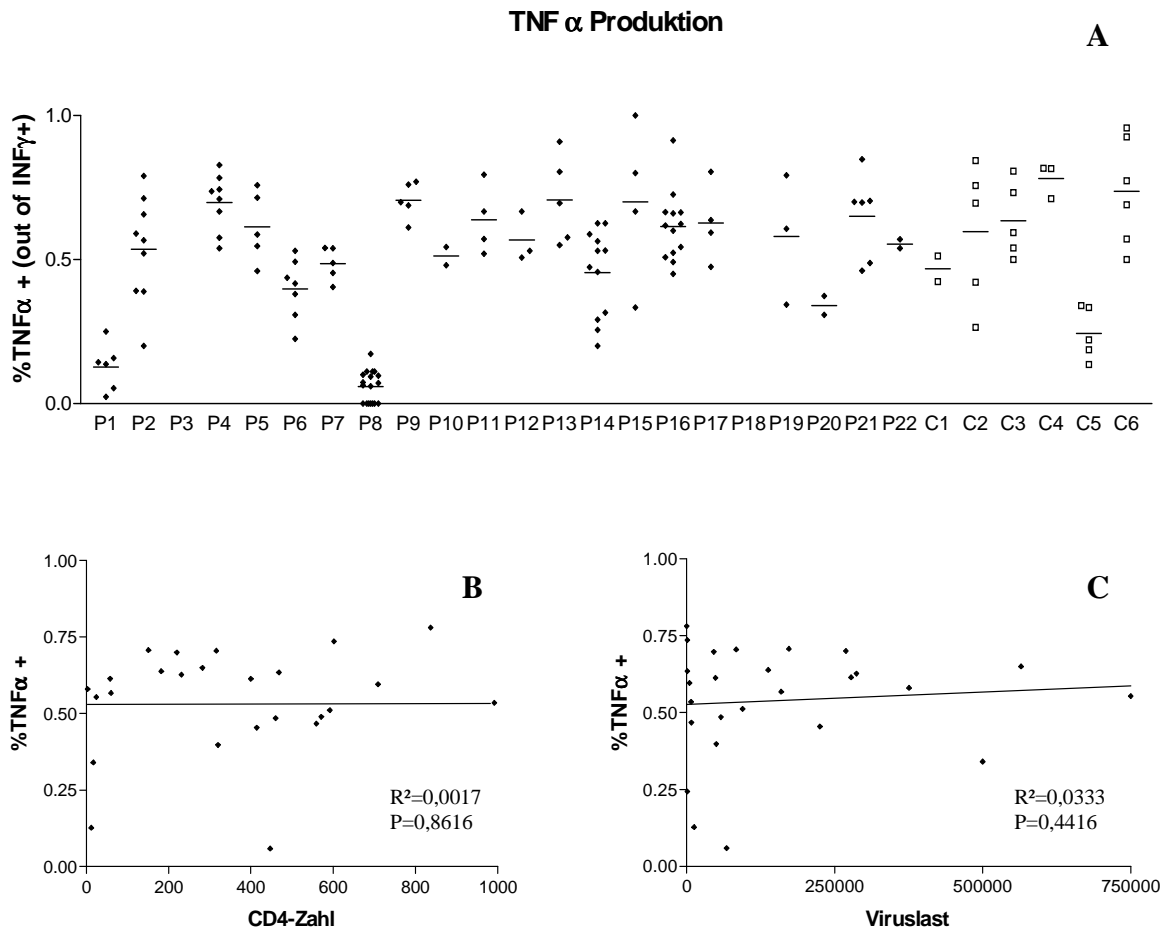 TNF α Produktion
A
%TNFα + (out of INFγ+)
1.0
0.5
0.0
P1 P2 P3 P4 P5 P6 P7 P8 P9 P10 P11 P12 P13 P14 P15 P16 P17 P18 P19 P20 P21 P22 C1 C2 C3 C4 C5 C6
B
%TNFα +
1.00
0.75
0.50
0.25
0.00
R²=0,0017
P=0,8616
0 200 400 600 800 1000
CD4-Zahl
C
%TNFα +
1.00
0.75
0.50
0.25
0.00
R²=0,0333
P=0,4416
0 250000 500000 750000
Viruslast